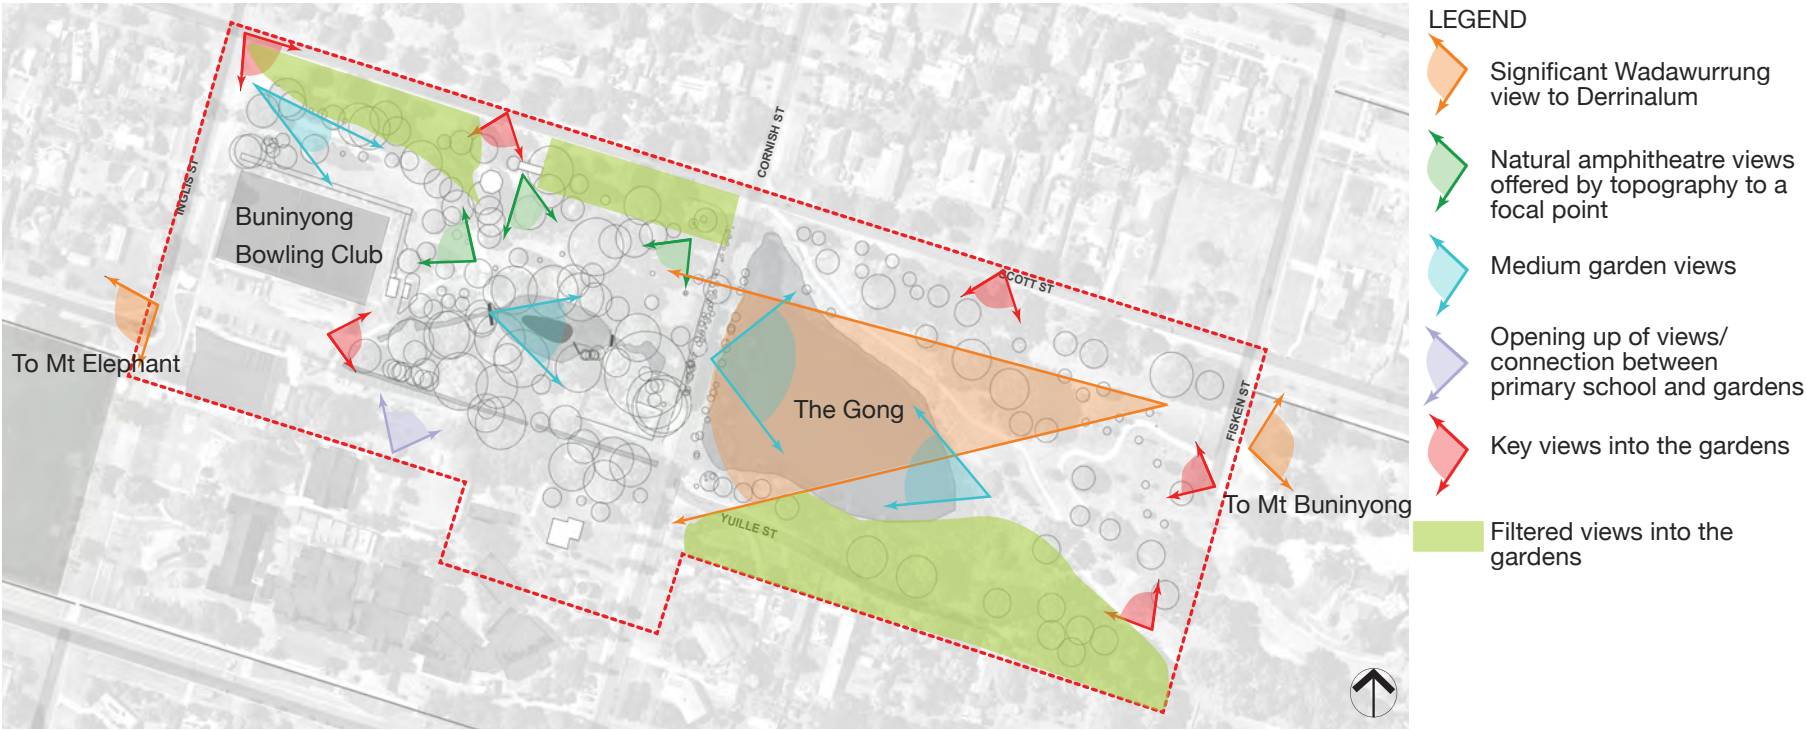 INGLIS ST
Buninyong
Bowling Club
CORNISH ST
SCOTT ST
To Mt Elephant
The Gong
FISKEN ST
To Mt Buninyong
YUILLE ST
LEGEND
Significant Wadawurrung
view to Derrinalum
Natural amphitheatre views
offered by topography to a
focal point
Medium garden views
Opening up of views/
connection between
primary school and gardens
Key views into the gardens
Filtered views into the
gardens